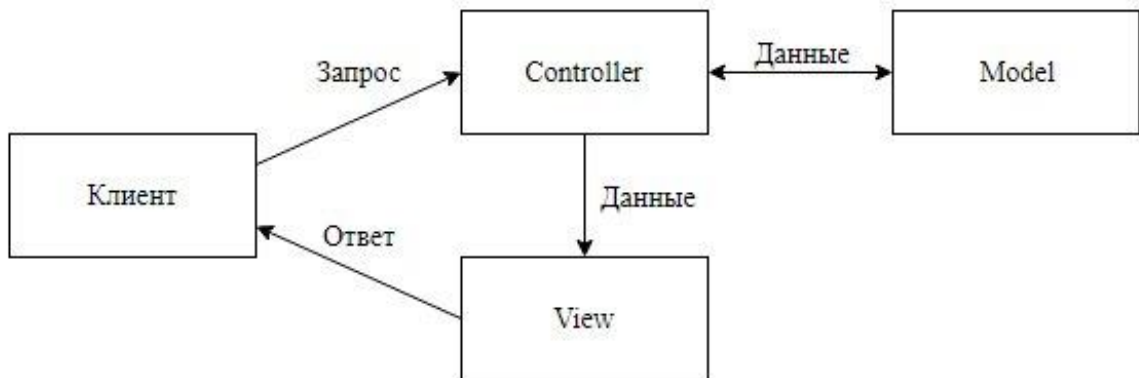 Запрос
Controller
Данные
Model
Клиент
Данные
Ответ
View